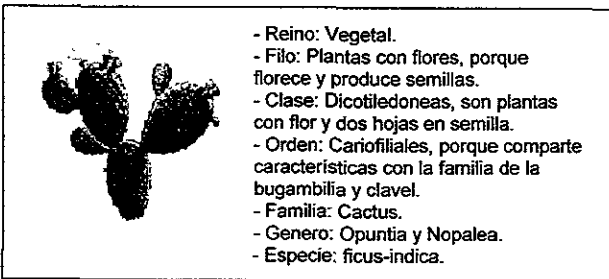 - Reino: Vegetal.
- Filo: Plantas con flores, porque
florece y produce semillas.
- Clase: Dicotiledoneas, son plantas
con flor y dos hojas en semilla.
- Orden: Cariofiliales, porque comparte
características con la familia de la
bugambilia y clavel.
- Familia: Cactus.
- Genero: Opuntia y Nopalea.
- Especie: ficus-indica.